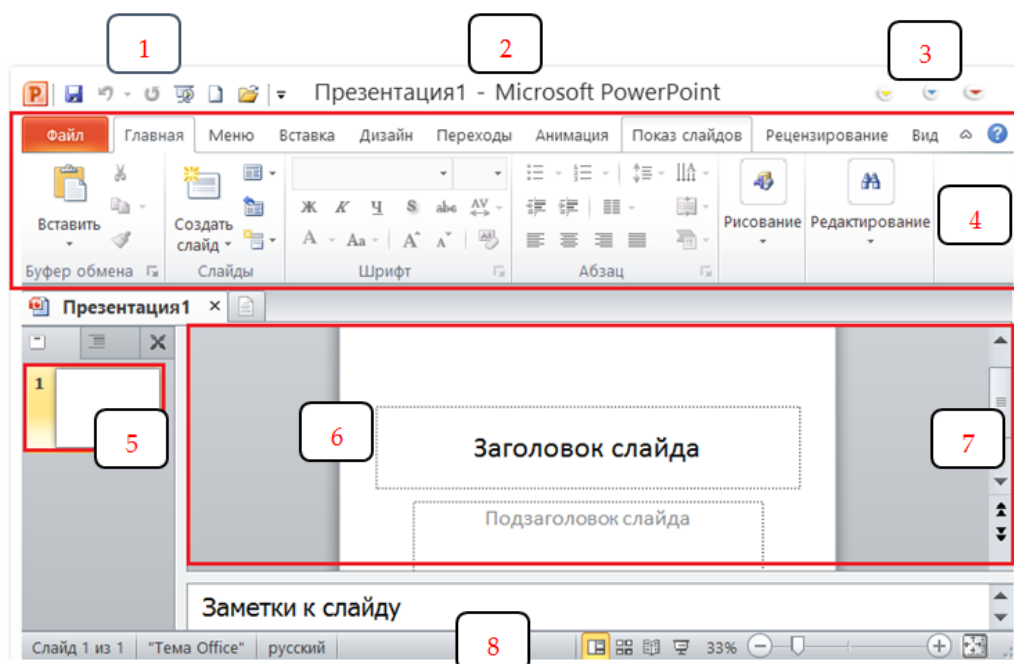 1 2 3
P Презентация1 - Microsoft PowerPoint
Файл Главная Меню Вставка Дизайн Переходы Анимация Показ слайдов Рецензирование Вид ?
Ж К Ч S abe AV
Вставить Создать слайд Рисование Редактирование 4
A Aa A A
Буфер обмена Слайды Шрифт Абзац
Презентация1
1
5 6 7
Заголовок слайда
Подзаголовок слайда
Заметки к слайду
8
Слайд 1 из 1 "Тема Office" русский 33%